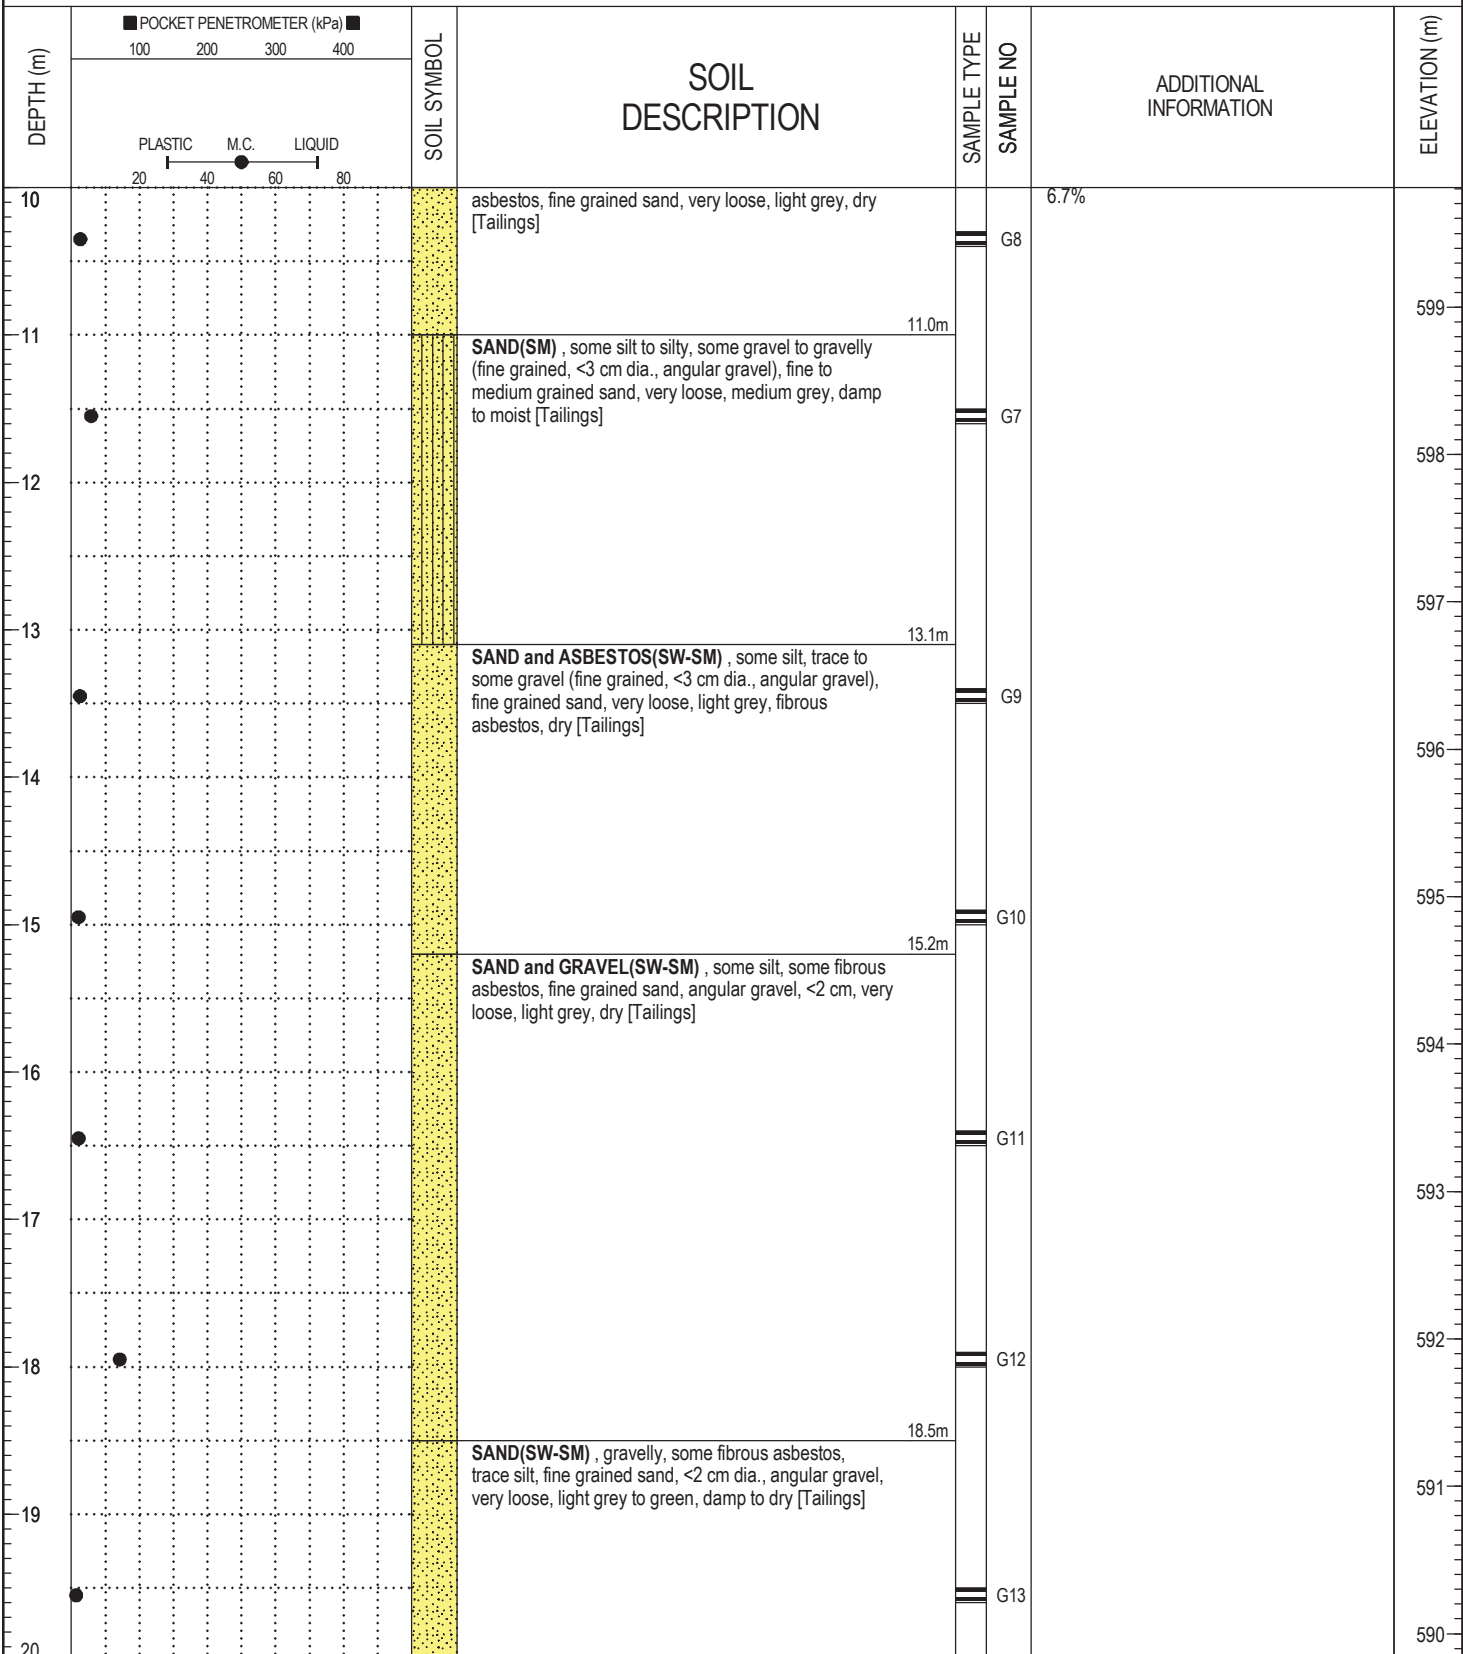 ■ POCKET PENETROMETER (kPa) ■
100 200 300 400
DEPTH (m)
PLASTIC M.C. LIQUID
20 40 60 80
SOIL SYMBOL
SOIL
DESCRIPTION
SAMPLE TYPE
SAMPLE NO
ADDITIONAL
INFORMATION
ELEVATION (m)
10
asbestos, fine grained sand, very loose, light grey, dry
[Tailings]
6.7%
G8
599
11.0m
11
SAND(SM) , some silt to silty, some gravel to gravelly
(fine grained, <3 cm dia., angular gravel), fine to
medium grained sand, very loose, medium grey, damp
to moist [Tailings]
G7
598
12
597
13
13.1m
SAND and ASBESTOS(SW-SM) , some silt, trace to
some gravel (fine grained, <3 cm dia., angular gravel),
fine grained sand, very loose, light grey, fibrous
asbestos, dry [Tailings]
G9
596
14
595
G10
15
15.2m
SAND and GRAVEL(SW-SM) , some silt, some fibrous
asbestos, fine grained sand, angular gravel, <2 cm, very
loose, light grey, dry [Tailings]
594
16
G11
593
17
592
G12
18
18.5m
SAND(SW-SM) , gravelly, some fibrous asbestos,
trace silt, fine grained sand, <2 cm dia., angular gravel,
very loose, light grey to green, damp to dry [Tailings]
591
19
G13
590
20